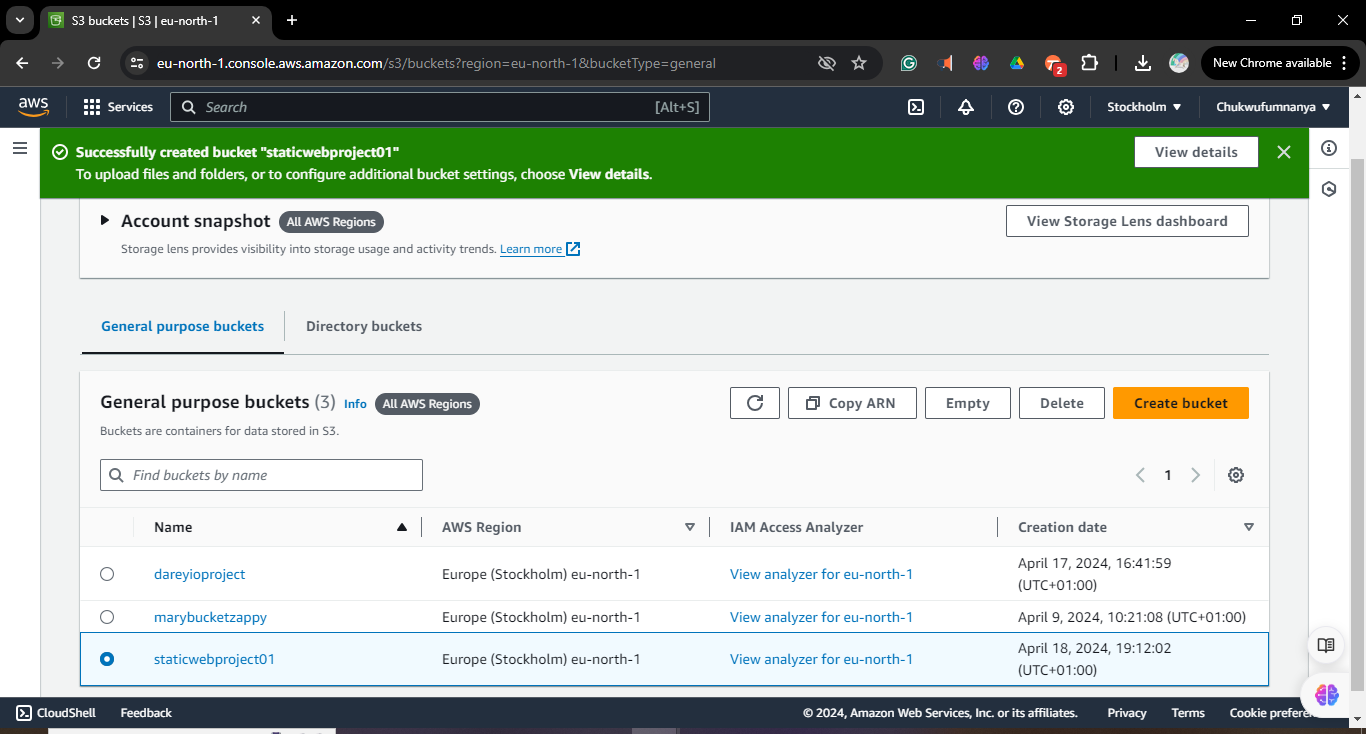 S3 buckets | S3 | eu-north-1
eu-north-1.console.aws.amazon.com/s3/buckets?region=eu-north-1&bucketType=general
2
New Chrome available
aws
Services
Search
[Alt+S]
Stockholm
Chukwufumnanya
Successfully created bucket "staticwebproject01"
To upload files and folders, or to configure additional bucket settings, choose View details.
View details
Account snapshot
All AWS Regions
View Storage Lens dashboard
Storage lens provides visibility into storage usage and activity trends. Learn more
General purpose buckets
Directory buckets
General purpose buckets (3)
Info
All AWS Regions
Copy ARN
Empty
Delete
Create bucket
Buckets are containers for data stored in S3.
Find buckets by name
1
Name
AWS Region
IAM Access Analyzer
Creation date
dareyioproject
Europe (Stockholm) eu-north-1
View analyzer for eu-north-1
April 17, 2024, 16:41:59
(UTC+01:00)
marybucketzappy
Europe (Stockholm) eu-north-1
View analyzer for eu-north-1
April 9, 2024, 10:21:08 (UTC+01:00)
staticwebproject01
Europe (Stockholm) eu-north-1
View analyzer for eu-north-1
April 18, 2024, 19:12:02
(UTC+01:00)
CloudShell
Feedback
© 2024, Amazon Web Services, Inc. or its affiliates.
Privacy
Terms
Cookie prefere